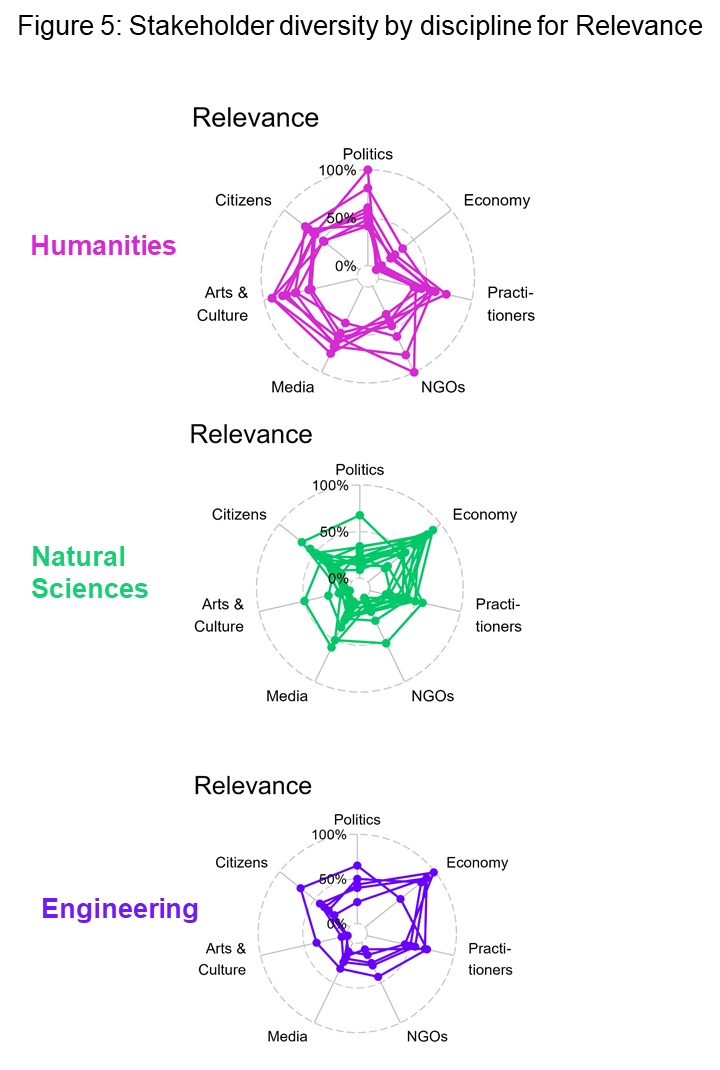 Figure 5: Stakeholder diversity by discipline for Relevance
Relevance
Politics
100%
Citizens
Economy
50%
Humanities
0%
Arts &
Culture
Practi-
tioners
Media
NGOs
Relevance
Politics
100%
Citizens
Economy
50%
Natural
Sciences
0%
Arts &
Culture
Practi-
tioners
Media
NGOs
Relevance
Politics
100%
Citizens
Economy
50%
Engineering
0%
Arts &
Culture
Practi-
tioners
Media
NGOs